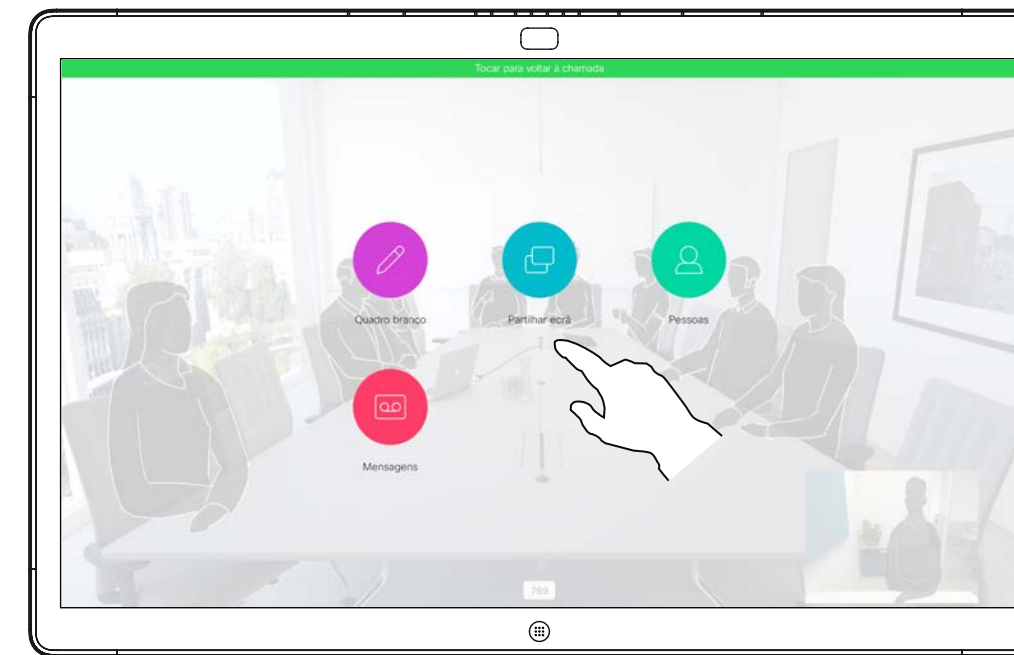 Tocar para voltar à chamada
Quadro branco
Partilhar ecrã
Pessoas
Mensagens
789